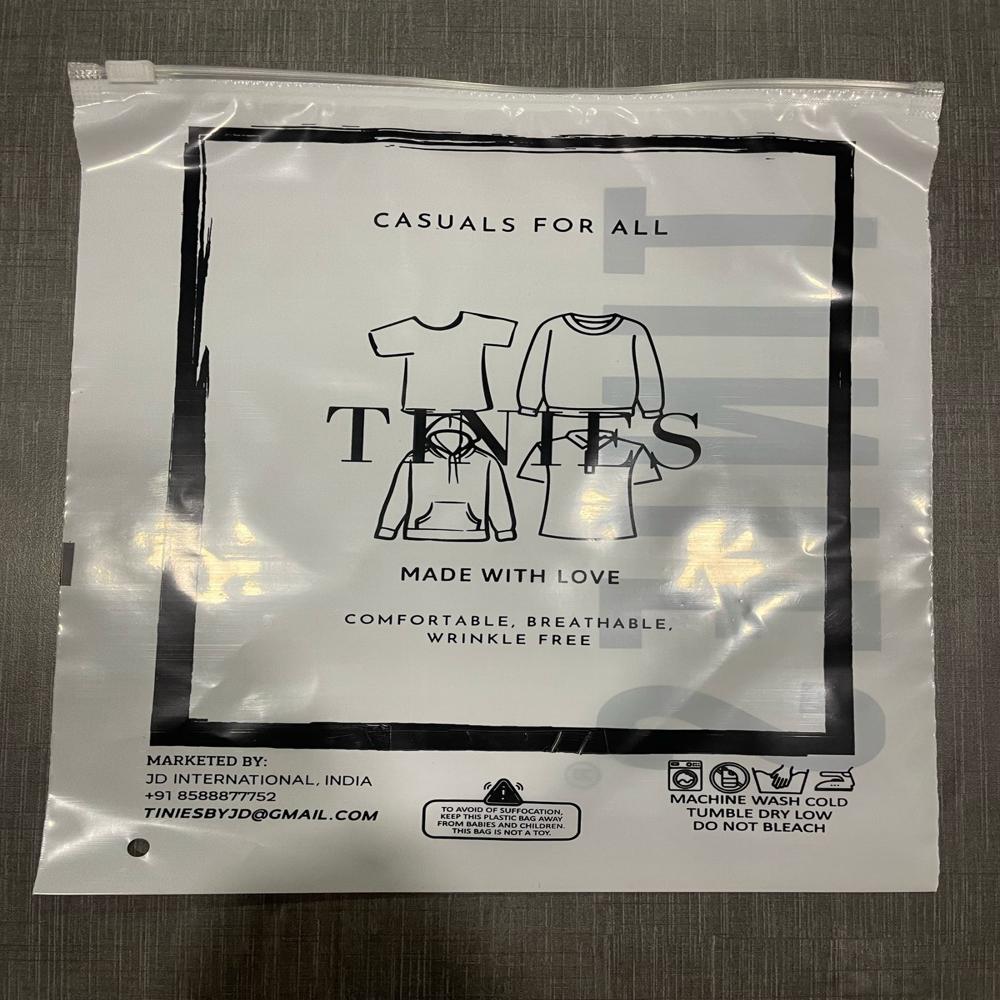 CASUALS FOR ALL
TINIES
MADE WITH LOVE
COMFORTABLE, BREATHABLE,
WRINKLE FREE
MARKETED BY:
JD INTERNATIONAL, INDIA
+91 8588877752
TINIESBYJD@GMAIL.COM
TO AVOID OF SUFFOCATION,
KEEP THIS PLASTIC BAG AWAY
FROM BABIES AND CHILDREN.
THIS BAG IS NOT A TOY.
MACHINE WASH COLD
TUMBLE DRY LOW
DO NOT BLEACH
TINIES